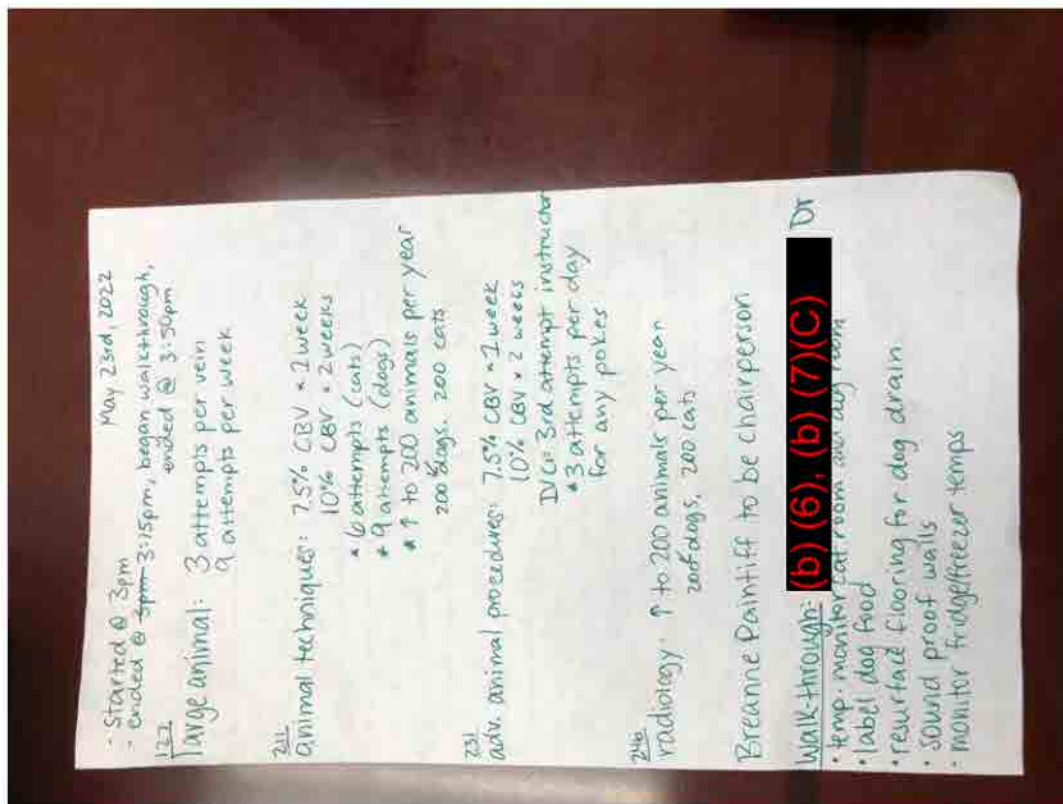 May 23rd, 2022
- Started @ 3pm
- ended @ 3pm 3:15pm, began walkthrough,
ended @ 3:50pm
large animal: 3 attempts per vein
9 attempts per week
211
animal techniques: 7.5% CBV × 1 week
10% CBV × 2 weeks
* 6 attempts (cats)
* 9 attempts (dogs)
* ↑ to 200 animals per year
200 dogs, 200 cats
231
adv. animal procedures: 7.5% CBV × 1 week
10% CBV × 2 weeks
3rd attempt instructor
* 3 attempts per day
for any pokes
246
radiology: ↑ to 200 animals per year
200 dogs, 200 cats
Breanne Paintiff to be chairperson
Walk-through: (b) (6), (b) (7)(C) Dr
• temp. monitor cat room and dog room
• label dog food
• resurface flooring for dog drain
• sound proof walls
• monitor fridge/freezer temps